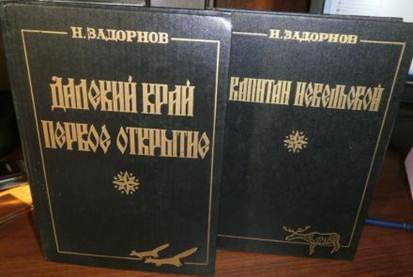 Н. ЗАДОРНОВ
ДАЛЕКИЙ КРАЙ
ПЕРВОЕ ОТКРЫТИЕ
Н. ЗАДОРНОВ
КАПИТАН НЕВЕЛЬСКОЙ